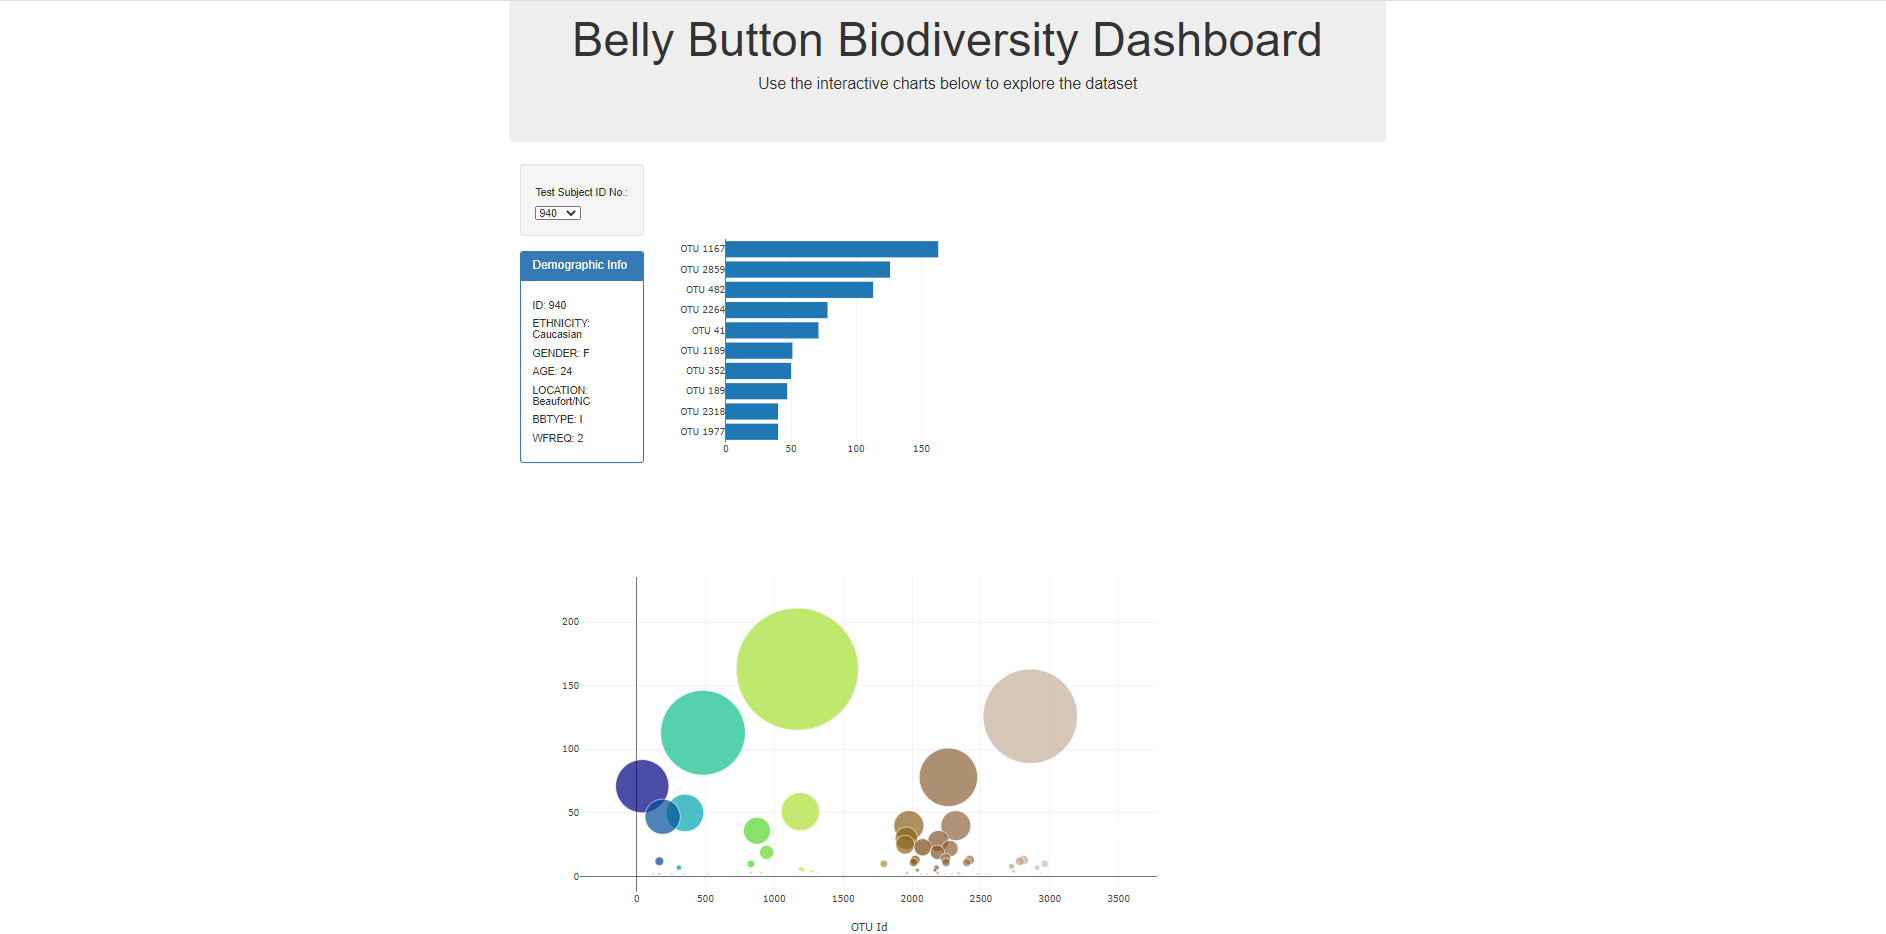 Belly Button Biodiversity Dashboard
Use the interactive charts below to explore the dataset
Test Subject ID No.:
940
Demographic Info
ID: 940
ETHNICITY:
Caucasian
GENDER: F
AGE: 24
LOCATION:
Beaufort/NC
BBTYPE: I
WFREQ: 2
OTU 1167
OTU 2859
OTU 482
OTU 2264
OTU 41
OTU 1189
OTU 352
OTU 189
OTU 2318
OTU 1977
0 50 100 150
200
150
100
50
0
0 500 1000 1500 2000 2500 3000 3500
OTU Id